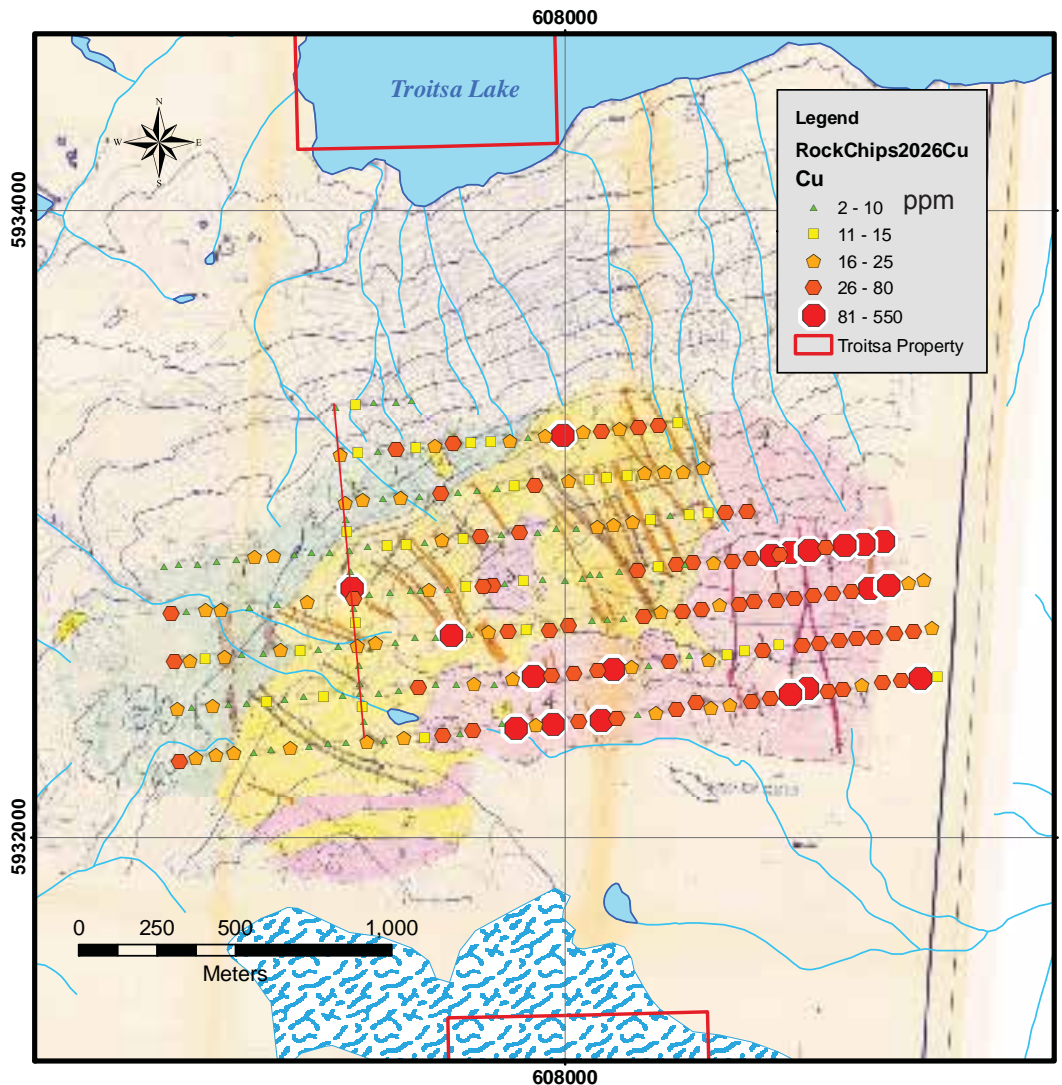 608000
Troitsa Lake
N
W
E
S
Legend
RockChips2026Cu
Cu
ppm
2 - 10
11 - 15
16 - 25
26 - 80
81 - 550
Troitsa Property
5934000
5932000
0 250 500 1,000
Meters
608000